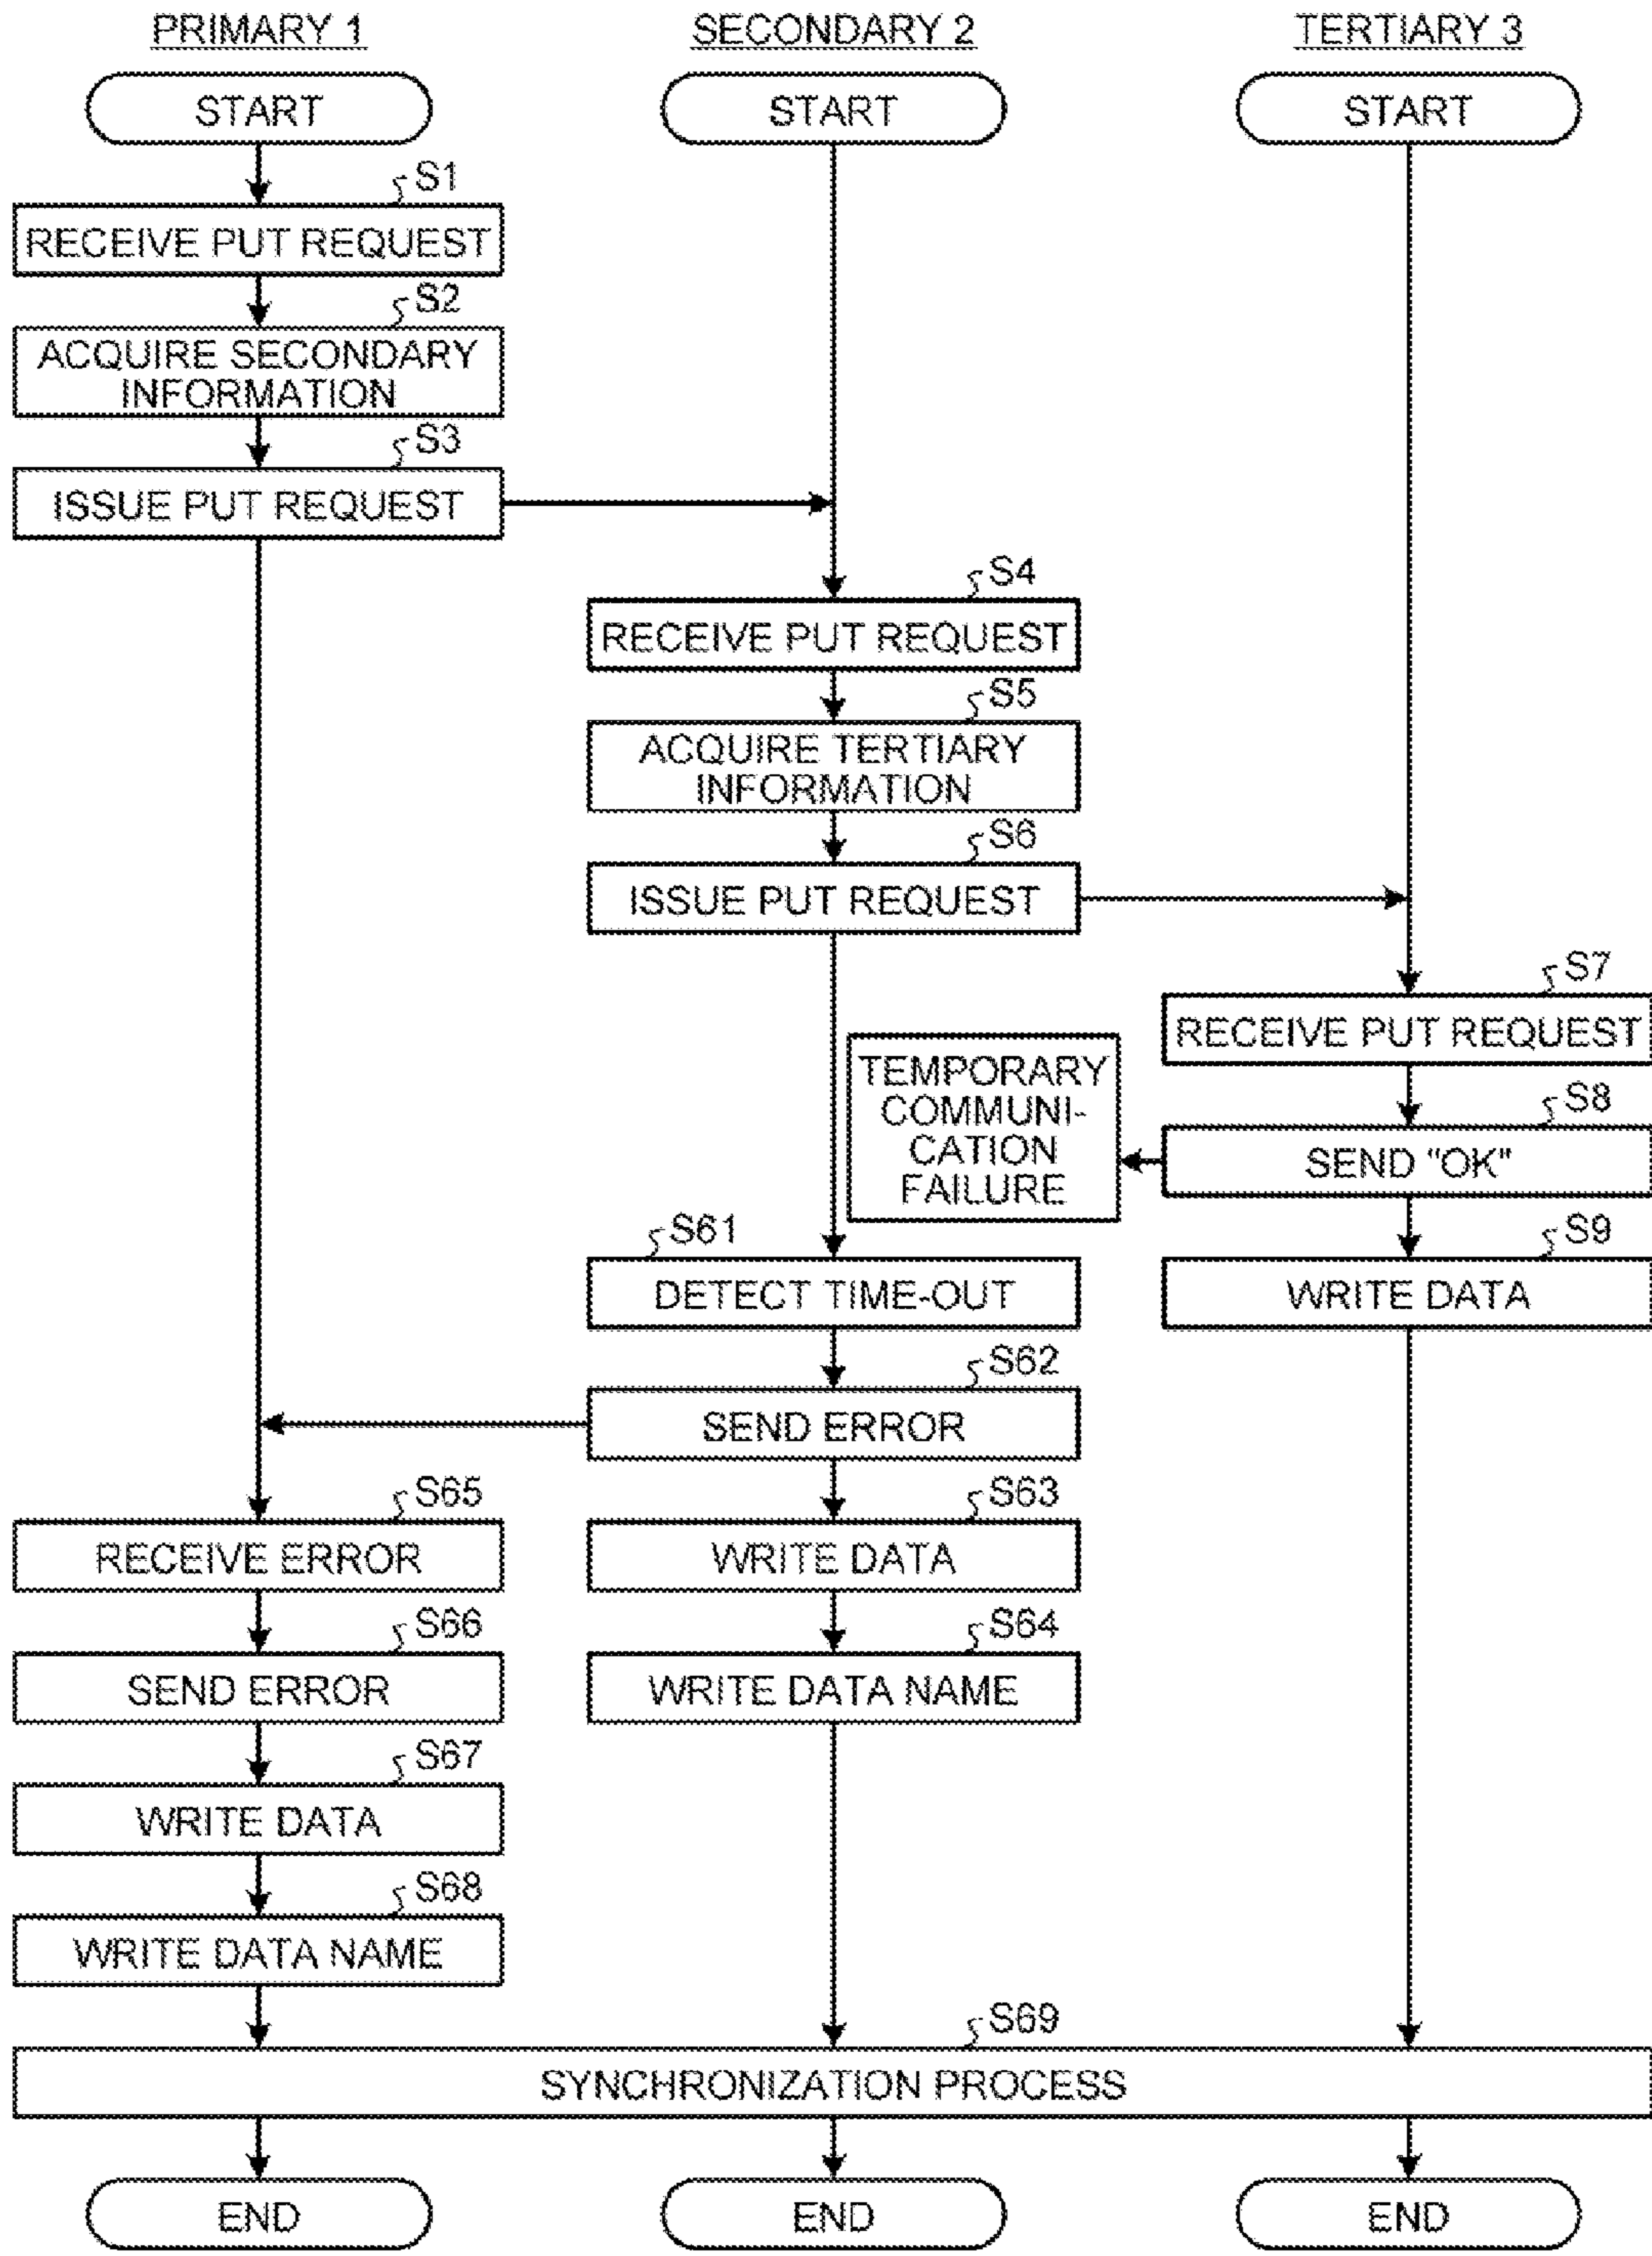 PRIMARY 1
SECONDARY 2
TERTIARY 3
START
START
START
S1
RECEIVE PUT REQUEST
S2
ACQUIRE SECONDARY
INFORMATION
S3
ISSUE PUT REQUEST
S4
RECEIVE PUT REQUEST
S5
ACQUIRE TERTIARY
INFORMATION
S6
ISSUE PUT REQUEST
S7
RECEIVE PUT REQUEST
TEMPORARY
COMMUNI-
CATION
FAILURE
S8
SEND "OK"
S9
WRITE DATA
S61
DETECT TIME-OUT
S62
SEND ERROR
S65
RECEIVE ERROR
S63
WRITE DATA
S66
SEND ERROR
S64
WRITE DATA NAME
S67
WRITE DATA
S68
WRITE DATA NAME
S69
SYNCHRONIZATION PROCESS
END
END
END